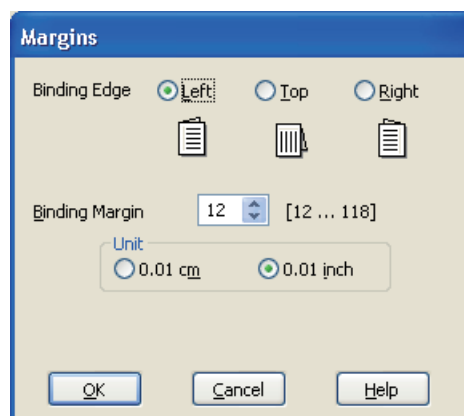 Margins
Binding Edge Left Top Right
Binding Margin 12 [12 ... 118]
Unit
0.01 cm 0.01 inch
OK Cancel Help